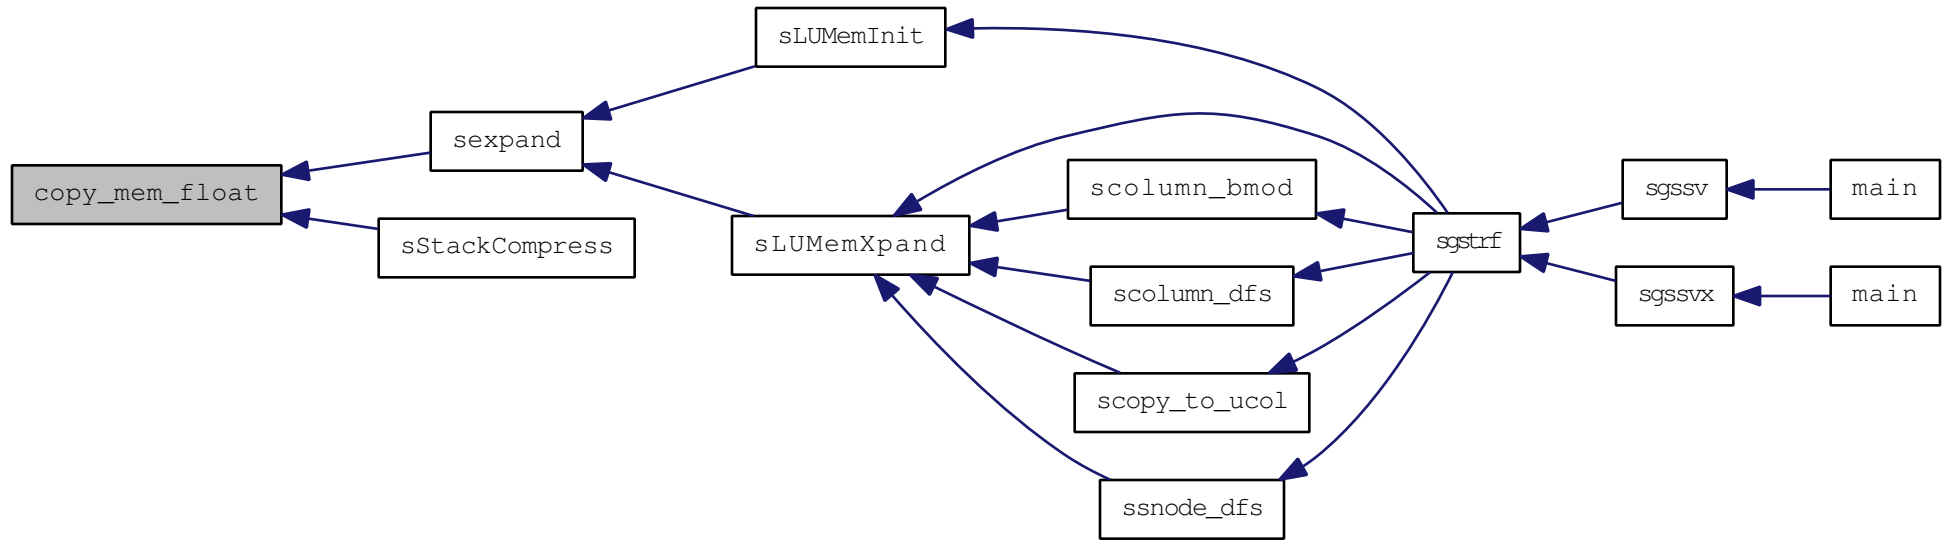 sLUMemInit
sexpand
copy_mem_float
sStackCompress
sLUMemXpand
scolumn_bmod
scolumn_dfs
scopy_to_ucol
ssnode_dfs
sgstrf
sgssv
main
sgssvx
main